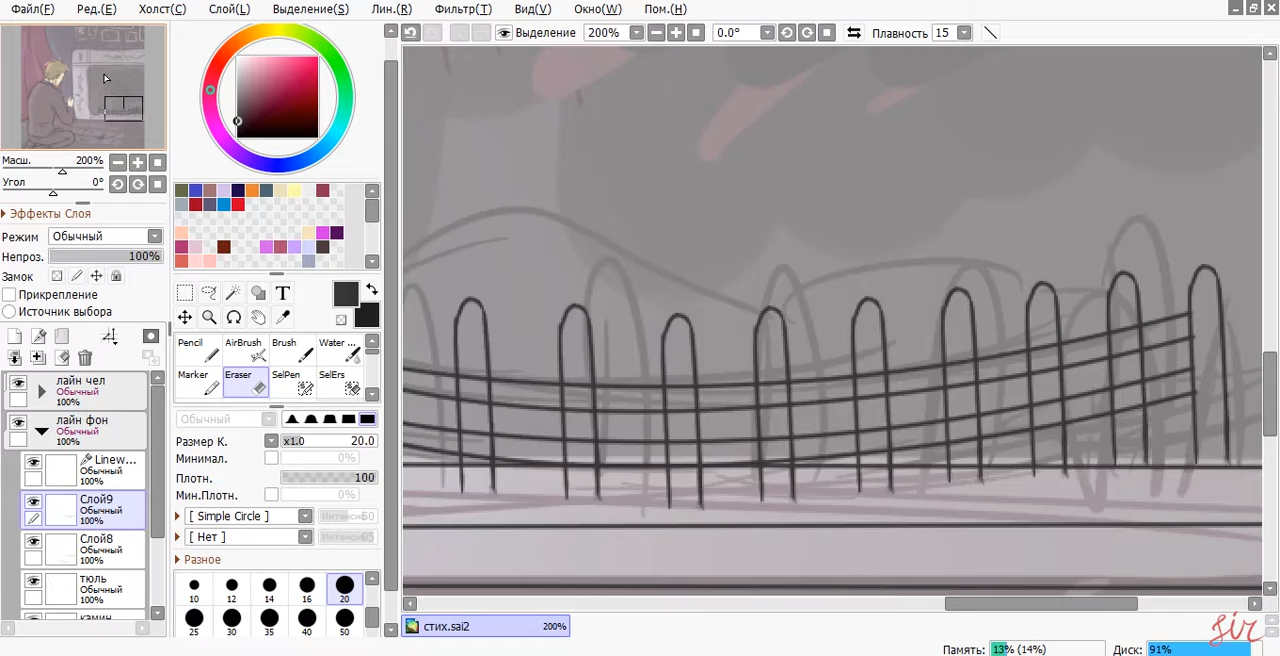 Файл(F) Ред.(E) Холст(C) Слой(L) Выделение(S) Лин.(R) Фильтр(T) Вид(V) Окно(W) Пом.(H)
Выделение 200% 0.0° Плавность 15
Масш. 200%
Угол 0°
Эффекты Слоя
Режим Обычный
Непроз. 100%
Замок
Прикрепление
Источник выбора
лайн чел
Обычный
100%
лайн фон
Обычный
100%
Linew...
Обычный
100%
Слой9
Обычный
100%
Слой8
Обычный
100%
тюль
Обычный
100%
камин
T
Pencil AirBrush Brush Water ...
Marker Eraser SelPen SelErs
Обычный
Размер К. x1.0 20.0
Минимал. 0%
Плотн. 100
Мин.Плотн. 0%
[ Simple Circle ]
[ Нет ]
Разное
10 12 14 16 20
25 30 35 40 50
стих.sai2 200%
sir
Память: 13% (14%) Диск: 91%